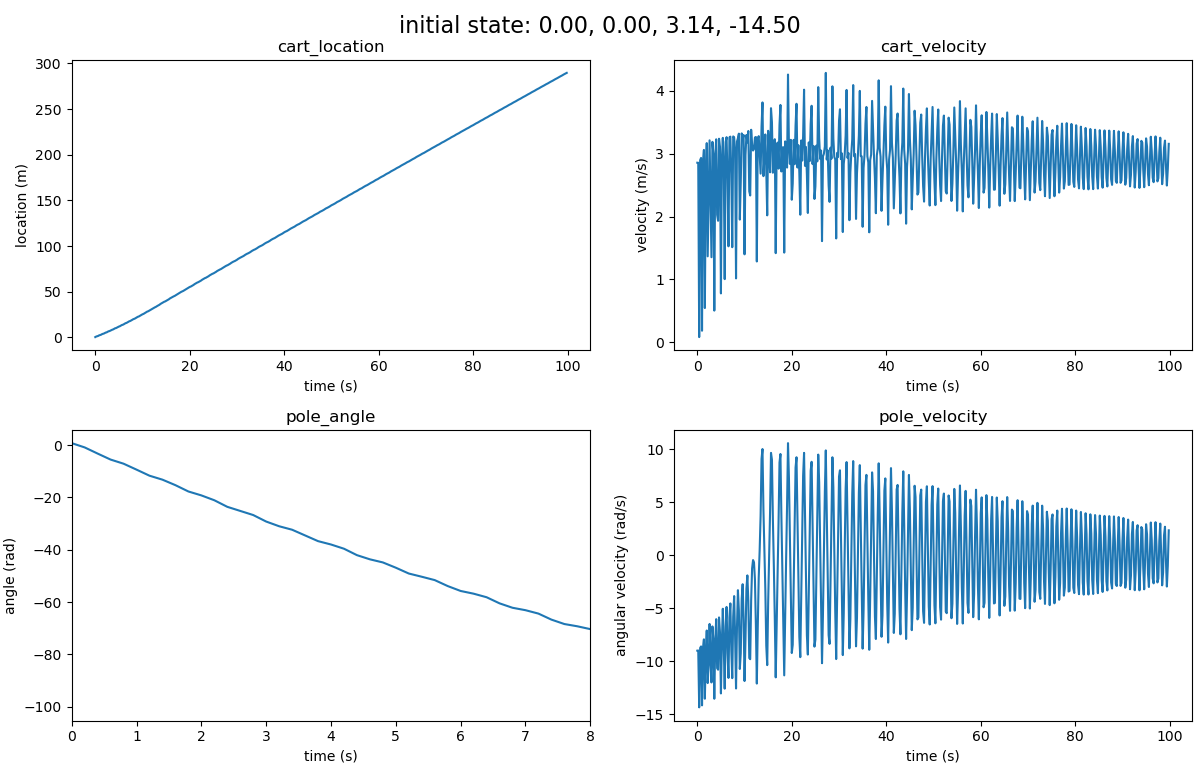 initial state: 0.00, 0.00, 3.14, -14.50
cart_location
location (m)
300
250
200
150
100
50
0
0 20 40 60 80 100
time (s)
cart_velocity
velocity (m/s)
4
3
2
1
0
0 20 40 60 80 100
time (s)
pole_angle
angle (rad)
0
−20
−40
−60
−80
−100
0 1 2 3 4 5 6 7 8
time (s)
pole_velocity
angular velocity (rad/s)
10
5
0
−5
−10
−15
0 20 40 60 80 100
time (s)